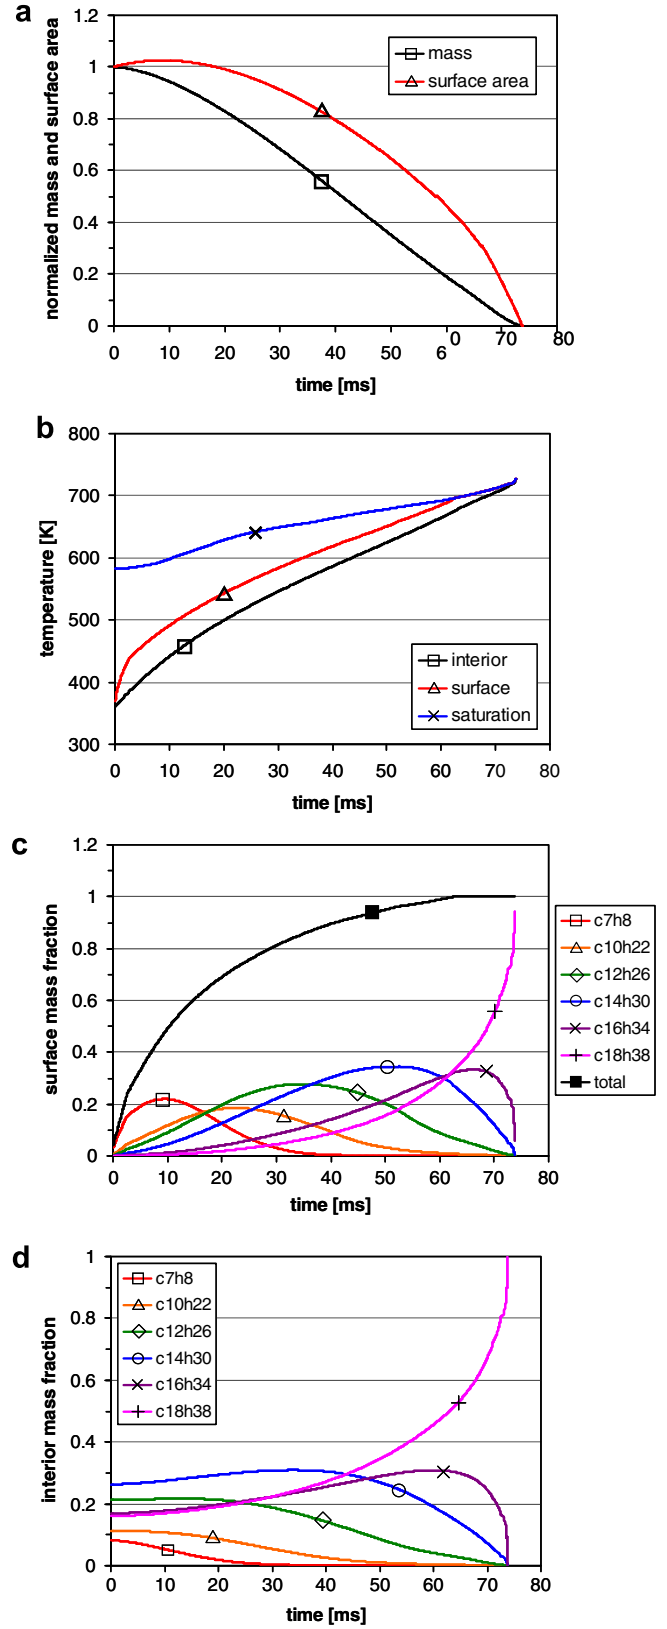 a
normalized mass and surface area
1.2
1
0.8
0.6
0.4
0.2
0
mass
surface area
0 10 20 30 40 50 6 0 70 80
time [ms]
b
temperature [K]
800
700
600
500
400
300
interior
surface
saturation
0 10 20 30 40 50 60 70 80
time [ms]
c
surface mass fraction
1.2
1
0.8
0.6
0.4
0.2
0
c7h8
c10h22
c12h26
c14h30
c16h34
c18h38
total
0 10 20 30 40 50 60 70 80
time [ms]
d
interior mass fraction
1
0.8
0.6
0.4
0.2
0
c7h8
c10h22
c12h26
c14h30
c16h34
c18h38
0 10 20 30 40 50 60 70 80
time [ms]